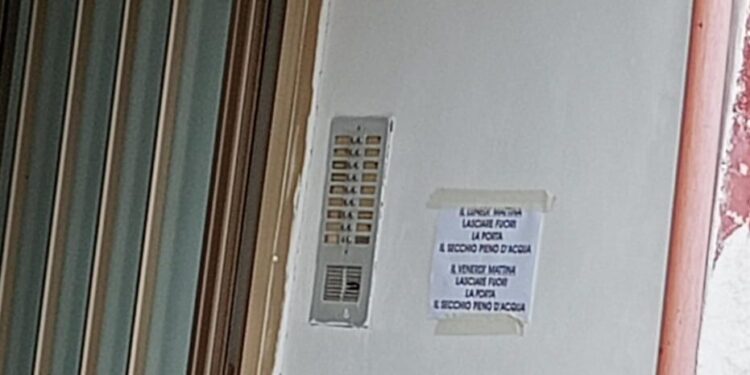 IL LUNEDI' MATTINA
LASCIARE FUORI
LA PORTA
IL SECCHIO PIENO D'ACQUA
IL VENERDI' MATTINA
LASCIARE FUORI
LA PORTA
IL SECCHIO PIENO D'ACQUA